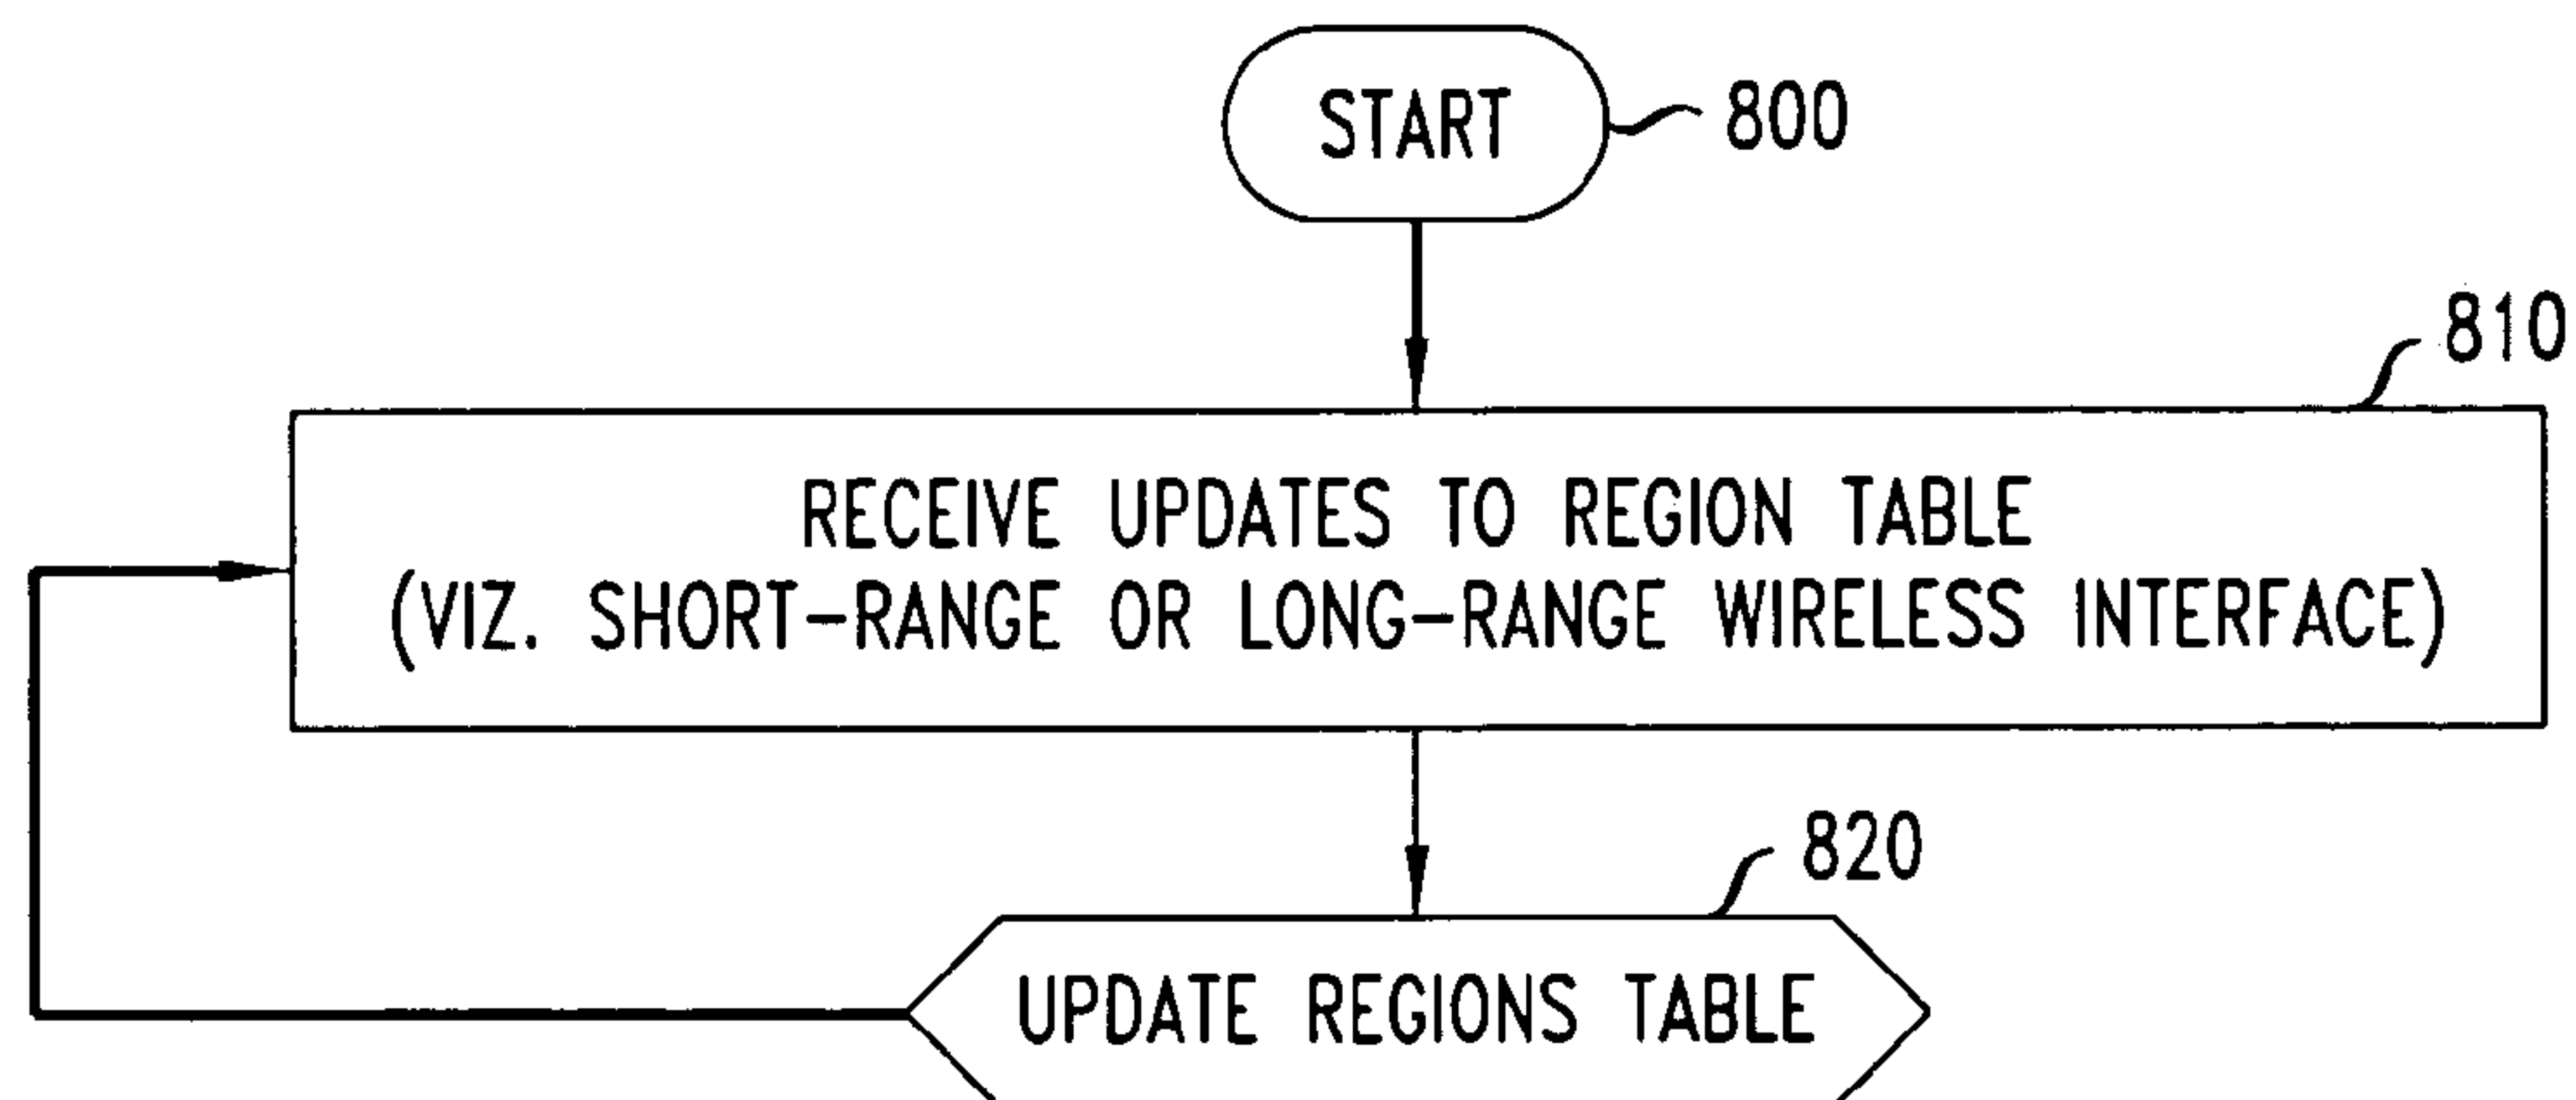 START
800
810
RECEIVE UPDATES TO REGION TABLE
(VIZ. SHORT-RANGE OR LONG-RANGE WIRELESS INTERFACE)
820
UPDATE REGIONS TABLE